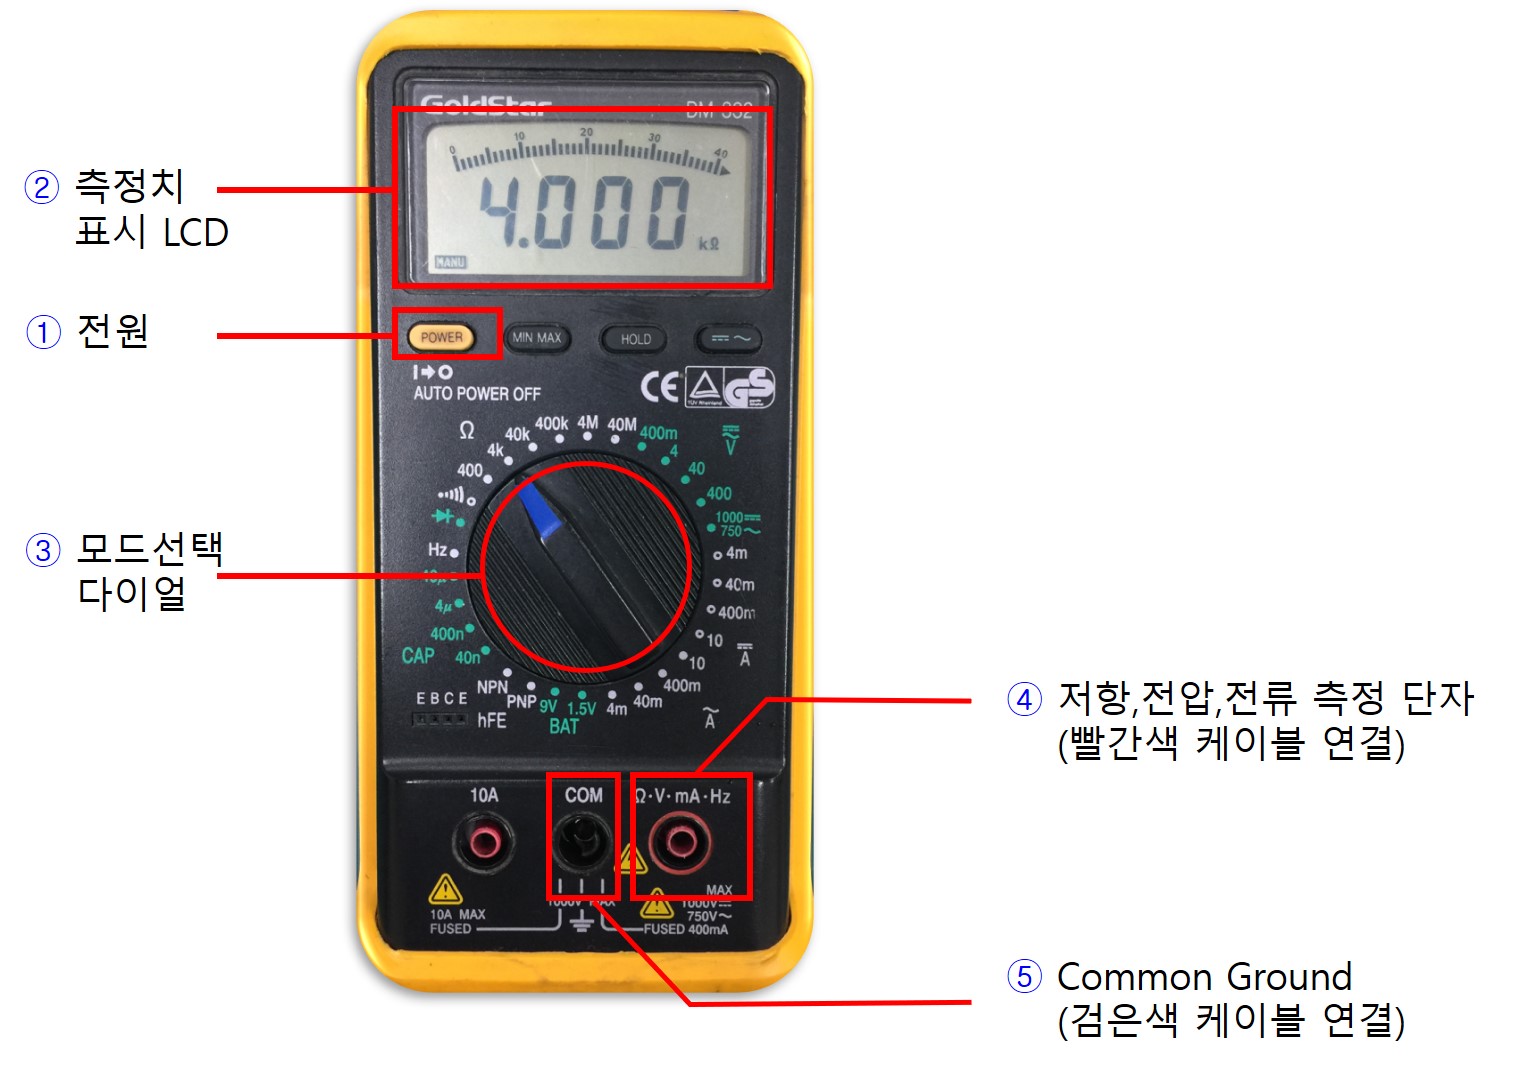 ② 측정치
표시 LCD
① 전원
③ 모드선택
다이얼
④ 저항,전압,전류 측정 단자
(빨간색 케이블 연결)
⑤ Common Ground
(검은색 케이블 연결)
GoldStar
0 10 20 30 40
4.000 kΩ
MANU
POWER MIN MAX HOLD
AUTO POWER OFF
CE
TÜV Rheinland
GS
Ω
400
4k
40k
400k
4M
40M
400m
4
40
400
1000
750
V
4m
40m
400m
10
A
10
400m
40m
4m
A
1.5V
9V
BAT
PNP
NPN
hFE
E B C E
40n
400n
4µ
CAP
Hz
10A
COM
Ω·V·mA·Hz
10A MAX
FUSED
1000V MAX
MAX
1000V
750V
FUSED 400mA